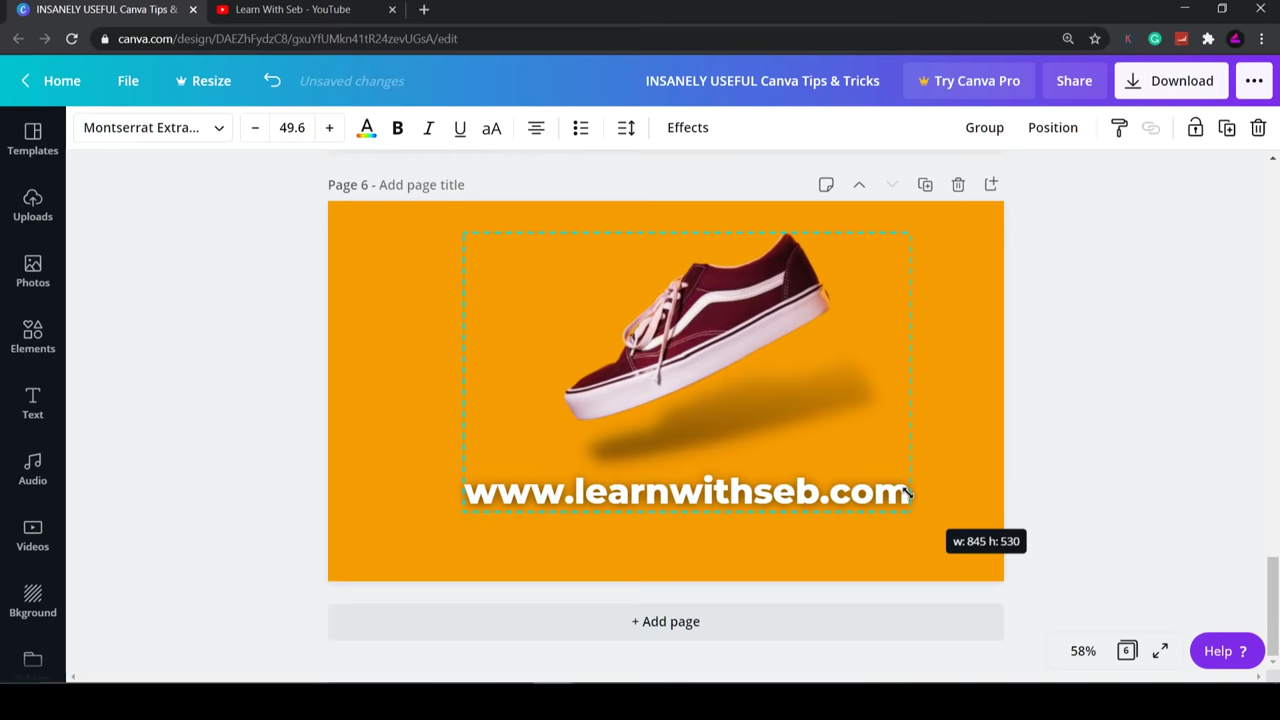 INSANELY USEFUL Canva Tips &
Learn With Seb - YouTube
canva.com/design/DAEZhFydzC8/gxuYfUMkn41tR24zevUGsA/edit
Home
File
Resize
Unsaved changes
INSANELY USEFUL Canva Tips & Tricks
Try Canva Pro
Share
Download
Montserrat Extra...
49.6
B
I
U
aA
Effects
Group
Position
Templates
Uploads
Photos
Elements
Text
Audio
Videos
Bkground
Page 6 - Add page title
www.learnwithseb.com
w: 845 h: 530
+ Add page
58%
6
Help ?